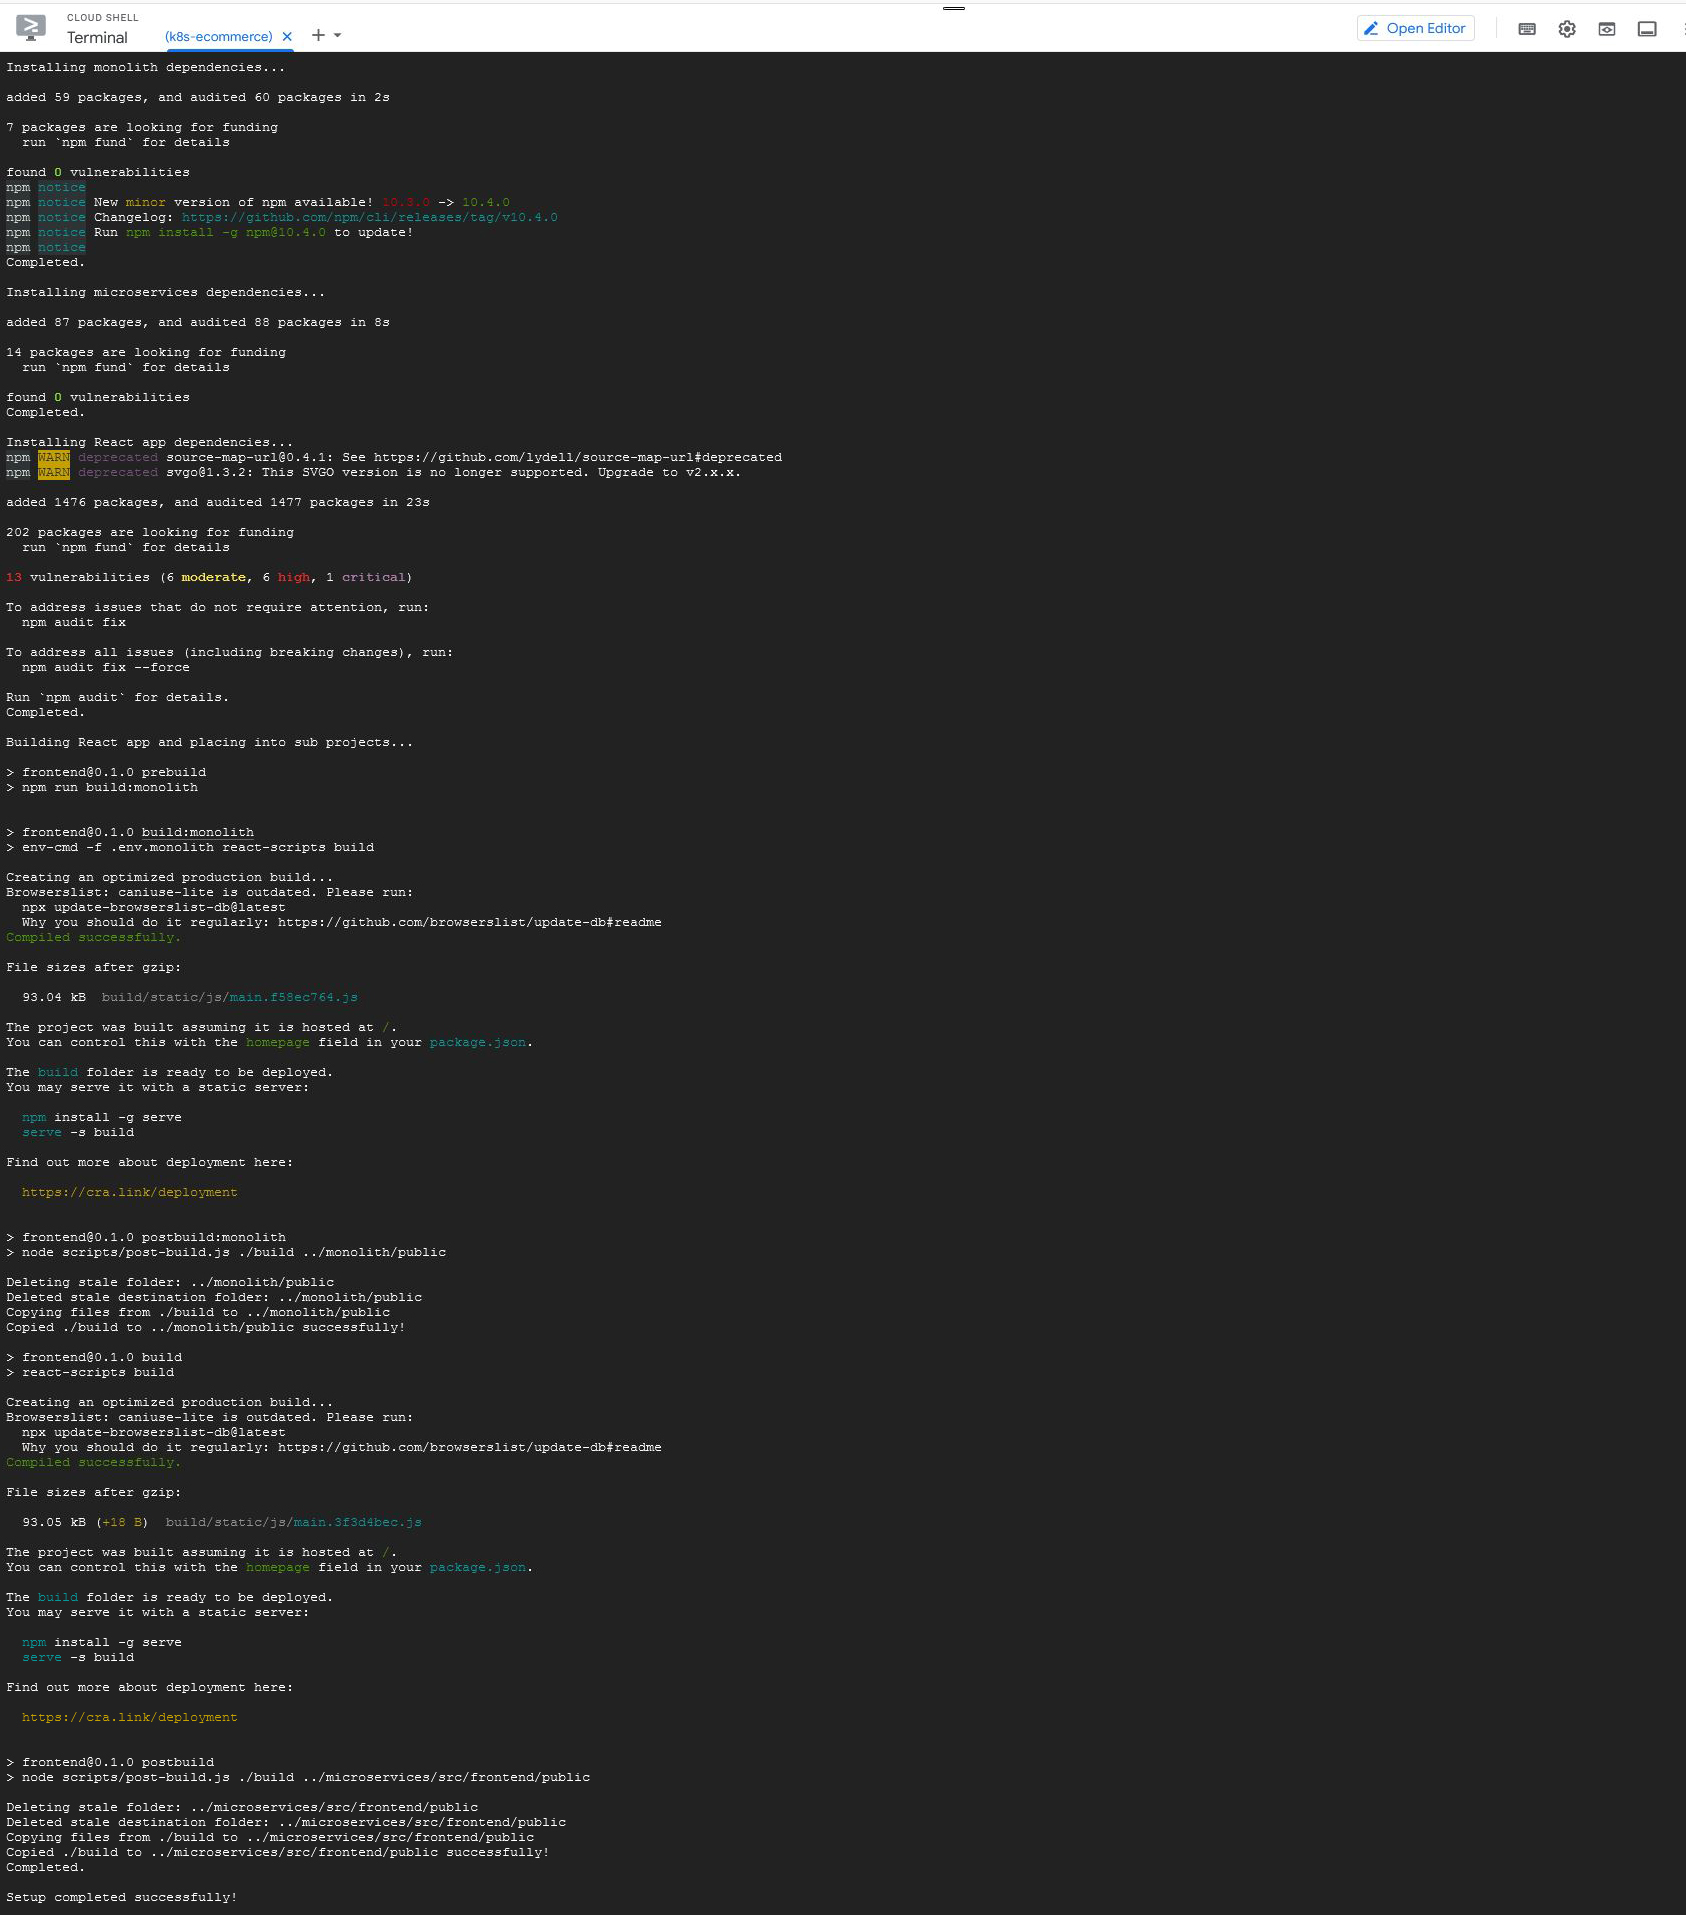 CLOUD SHELL
Terminal
(k8s-ecommerce)
Open Editor
Installing monolith dependencies...
added 59 packages, and audited 60 packages in 2s
7 packages are looking for funding
run `npm fund` for details
found 0 vulnerabilities
npm notice
npm notice New minor version of npm available! 10.3.0 -> 10.4.0
npm notice Changelog: https://github.com/npm/cli/releases/tag/v10.4.0
npm notice Run npm install -g npm@10.4.0 to update!
npm notice
Completed.
Installing microservices dependencies...
added 87 packages, and audited 88 packages in 8s
14 packages are looking for funding
run `npm fund` for details
found 0 vulnerabilities
Completed.
Installing React app dependencies...
npm WARN deprecated source-map-url@0.4.1: See https://github.com/lydell/source-map-url#deprecated
npm WARN deprecated svgo@1.3.2: This SVGO version is no longer supported. Upgrade to v2.x.x.
added 1476 packages, and audited 1477 packages in 23s
202 packages are looking for funding
run `npm fund` for details
13 vulnerabilities (6 moderate, 6 high, 1 critical)
To address issues that do not require attention, run:
npm audit fix
To address all issues (including breaking changes), run:
npm audit fix --force
Run `npm audit` for details.
Completed.
Building React app and placing into sub projects...
> frontend@0.1.0 prebuild
> npm run build:monolith
> frontend@0.1.0 build:monolith
> env-cmd -f .env.monolith react-scripts build
Creating an optimized production build...
Browserslist: caniuse-lite is outdated. Please run:
npx update-browserslist-db@latest
Why you should do it regularly: https://github.com/browserslist/update-db#readme
Compiled successfully.
File sizes after gzip:
93.04 kB build/static/js/main.f58ec764.js
The project was built assuming it is hosted at /.
You can control this with the homepage field in your package.json.
The build folder is ready to be deployed.
You may serve it with a static server:
npm install -g serve
serve -s build
Find out more about deployment here:
https://cra.link/deployment
> frontend@0.1.0 postbuild:monolith
> node scripts/post-build.js ./build ../monolith/public
Deleting stale folder: ../monolith/public
Deleted stale destination folder: ../monolith/public
Copying files from ./build to ../monolith/public
Copied ./build to ../monolith/public successfully!
> frontend@0.1.0 build
> react-scripts build
Creating an optimized production build...
Browserslist: caniuse-lite is outdated. Please run:
npx update-browserslist-db@latest
Why you should do it regularly: https://github.com/browserslist/update-db#readme
Compiled successfully.
File sizes after gzip:
93.05 kB (+18 B) build/static/js/main.3f3d4bec.js
The project was built assuming it is hosted at /.
You can control this with the homepage field in your package.json.
The build folder is ready to be deployed.
You may serve it with a static server:
npm install -g serve
serve -s build
Find out more about deployment here:
https://cra.link/deployment
> frontend@0.1.0 postbuild
> node scripts/post-build.js ./build ../microservices/src/frontend/public
Deleting stale folder: ../microservices/src/frontend/public
Deleted stale destination folder: ../microservices/src/frontend/public
Copying files from ./build to ../microservices/src/frontend/public
Copied ./build to ../microservices/src/frontend/public successfully!
Completed.
Setup completed successfully!